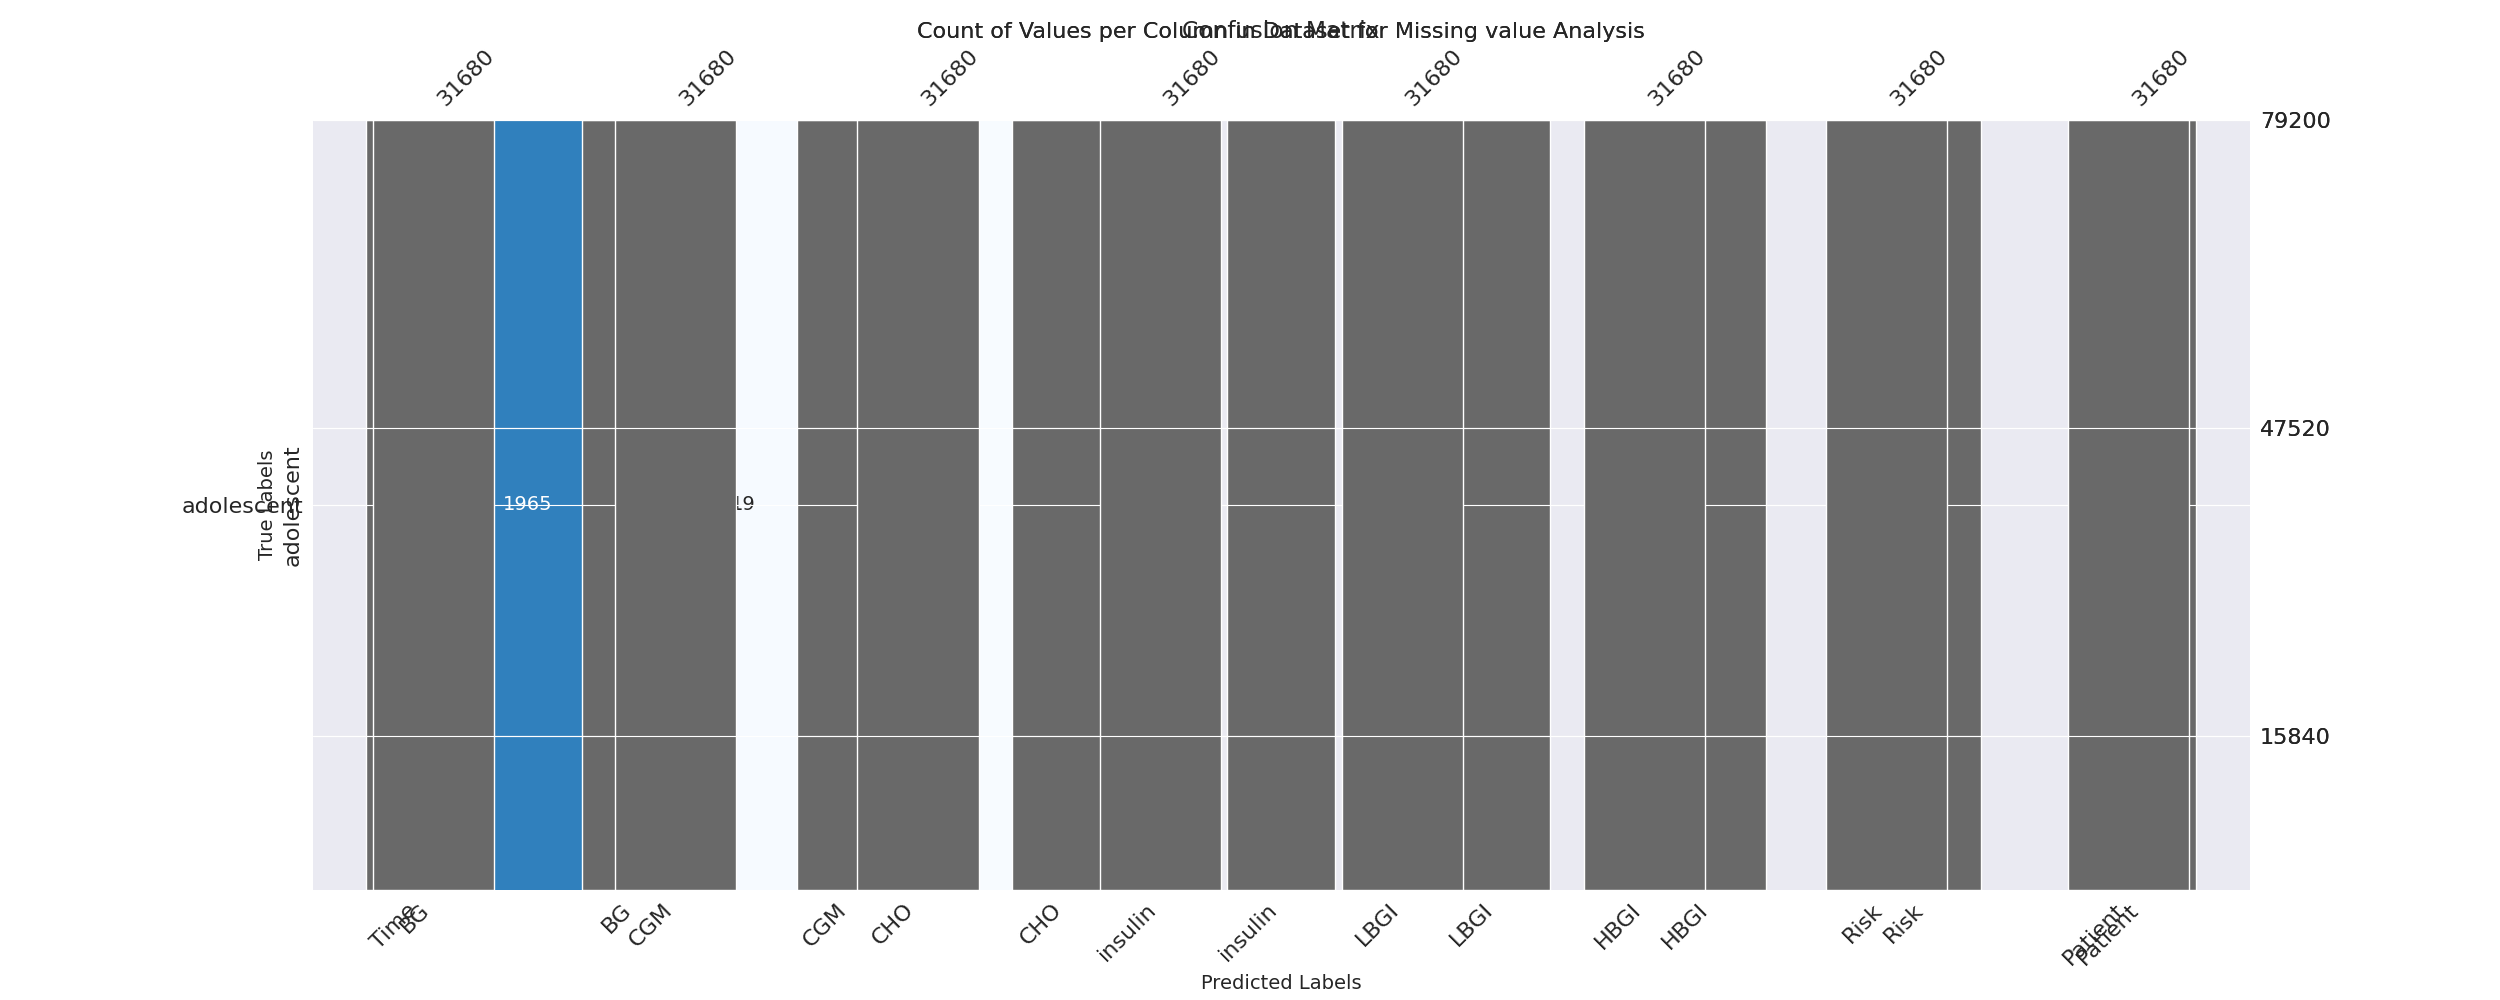 Count of Values per Column in Dataset for Missing value Analysis
Confusion Matrix
31680 31680 31680 31680 31680 31680 31680 31680
79200
47520
True Labels
adolescent
adolescent
1965
19
15840
Time BG BG CGM CGM CHO CHO insulin insulin LBGI LBGI HBGI HBGI Risk Risk Patient Patient
Predicted Labels